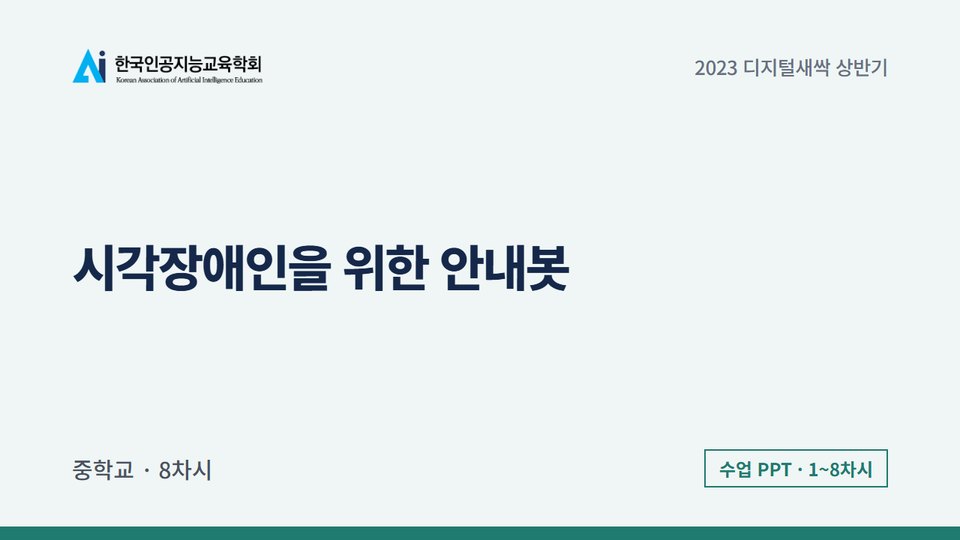 한국인공지능교육학회
Korean Association of Artificial Intelligence Education
2023 디지털새싹 상반기
시각장애인을 위한 안내봇
중학교 · 8차시
수업 PPT · 1~8차시